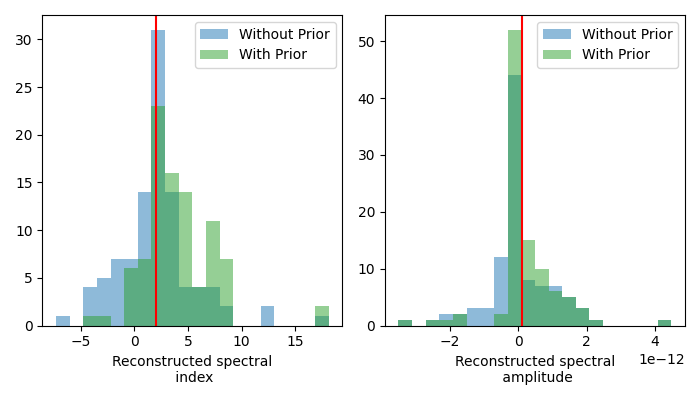 Without Prior
With Prior
30
25
20
15
10
5
0
−5
0
5
10
15
Reconstructed spectral
index
Without Prior
With Prior
50
40
30
20
10
0
−2
0
2
4
1e−12
Reconstructed spectral
amplitude